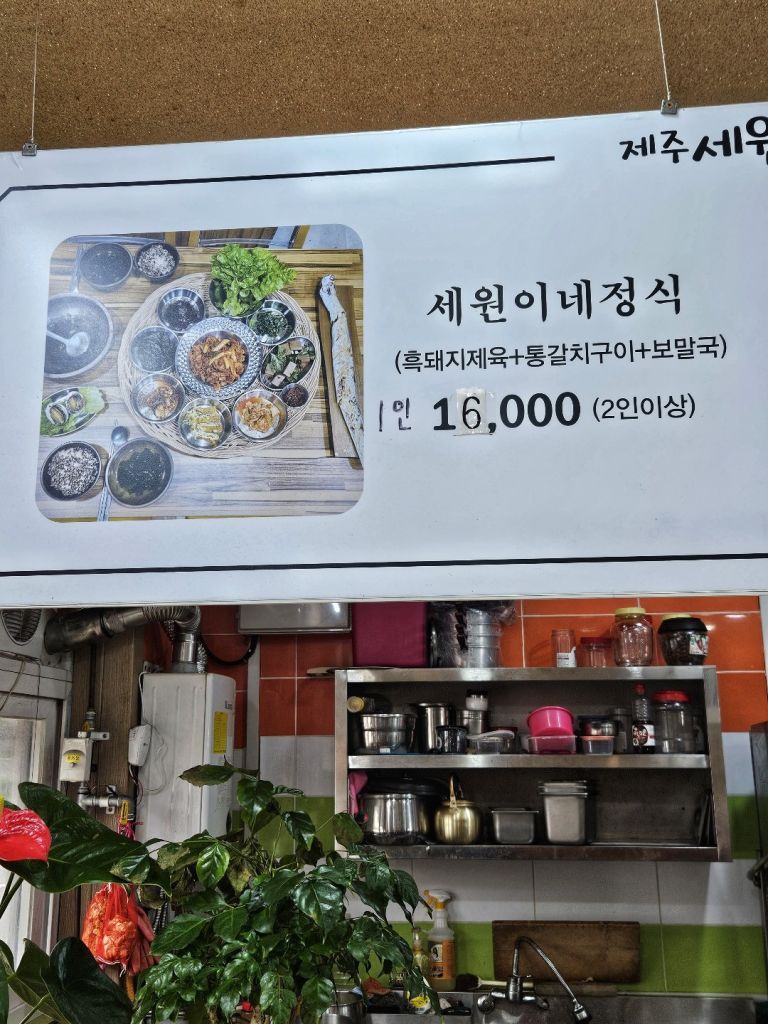 제주 세원
세원이네정식
(흑돼지제육+통갈치구이+보말국)
1인 16,000 (2인이상)